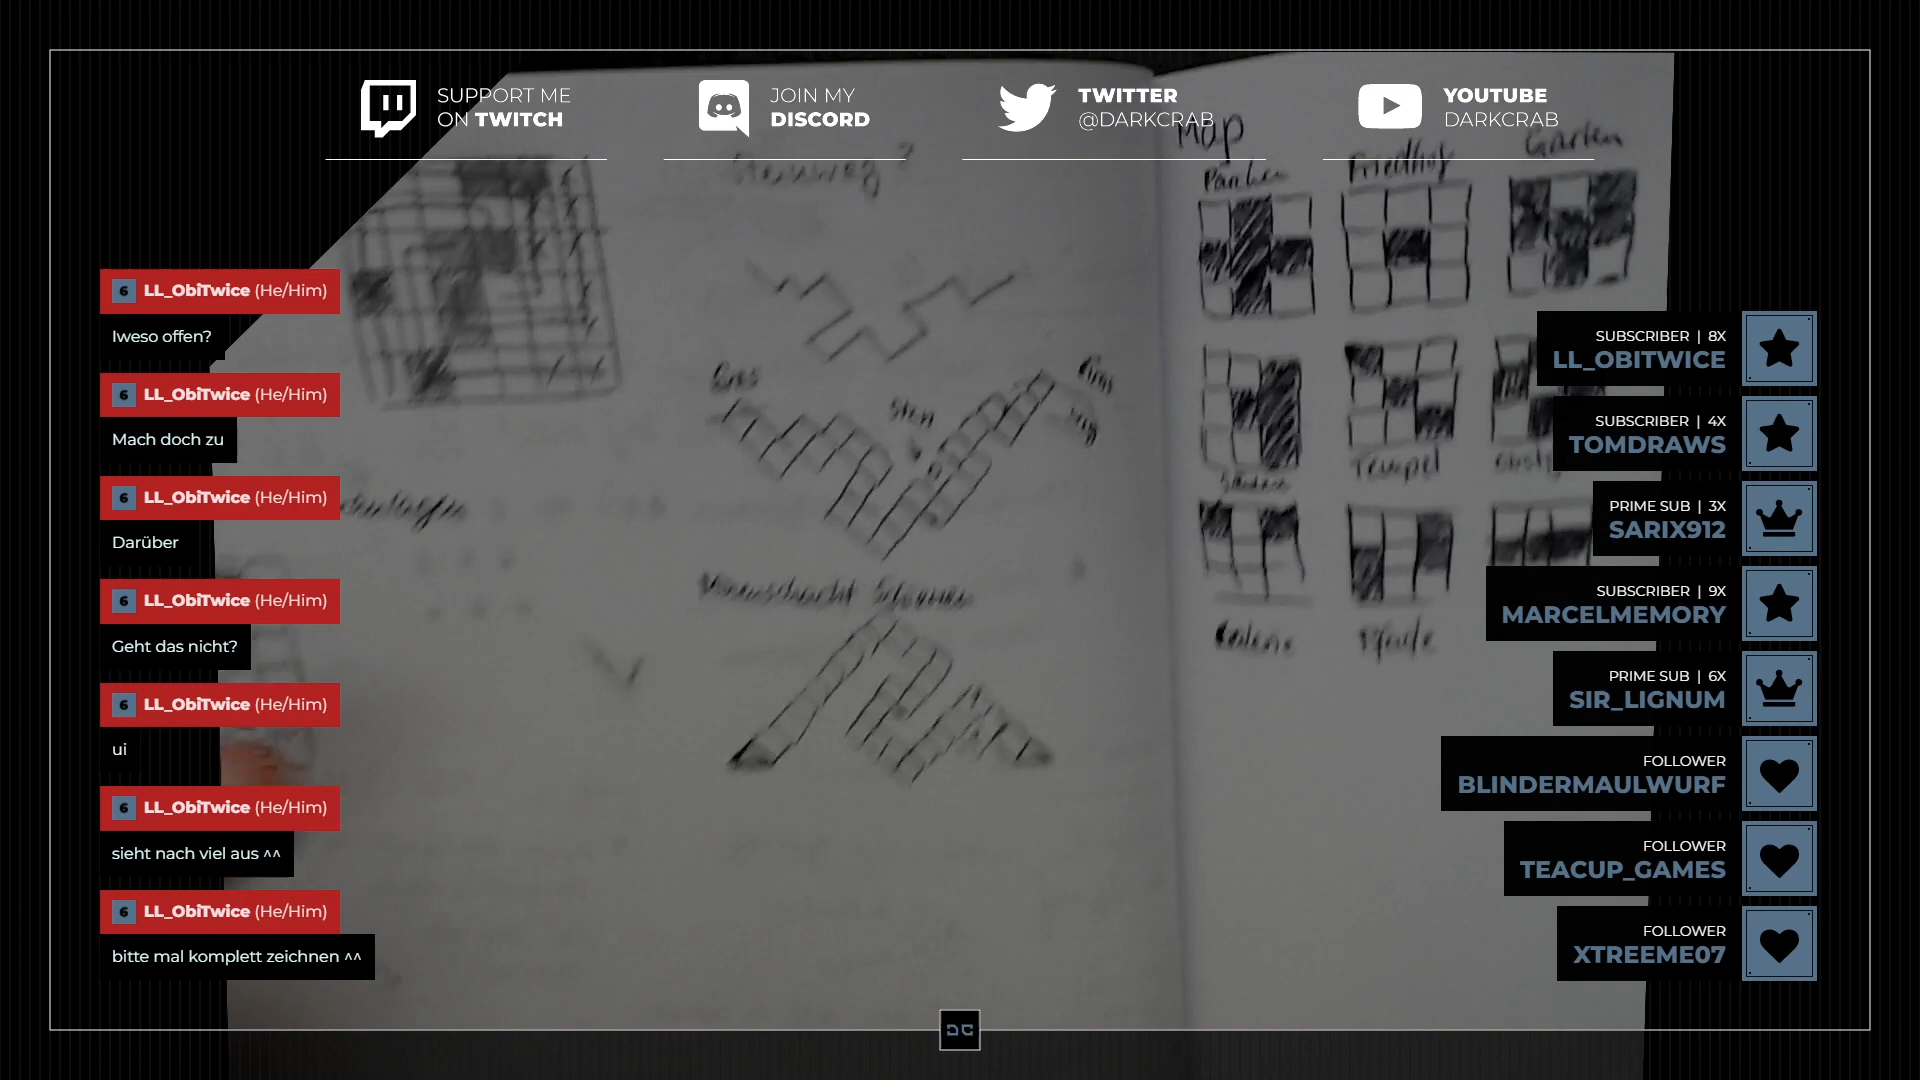 SUPPORT ME
ON TWITCH
JOIN MY
DISCORD
TWITTER
@DARKCRAB
YOUTUBE
DARKCRAB
Map
Friedhof
Garten
Tempel
Pfeife
6 LL_ObiTwice (He/Him)
Iweso offen?
6 LL_ObiTwice (He/Him)
Mach doch zu
6 LL_ObiTwice (He/Him)
Darüber
6 LL_ObiTwice (He/Him)
Geht das nicht?
6 LL_ObiTwice (He/Him)
ui
6 LL_ObiTwice (He/Him)
sieht nach viel aus ^^
6 LL_ObiTwice (He/Him)
bitte mal komplett zeichnen ^^
SUBSCRIBER | 8X
LL_OBITWICE
SUBSCRIBER | 4X
TOMDRAWS
PRIME SUB | 3X
SARIX912
SUBSCRIBER | 9X
MARCELMEMORY
PRIME SUB | 6X
SIR_LIGNUM
FOLLOWER
BLINDERMAULWURF
FOLLOWER
TEACUP_GAMES
FOLLOWER
XTREEME07